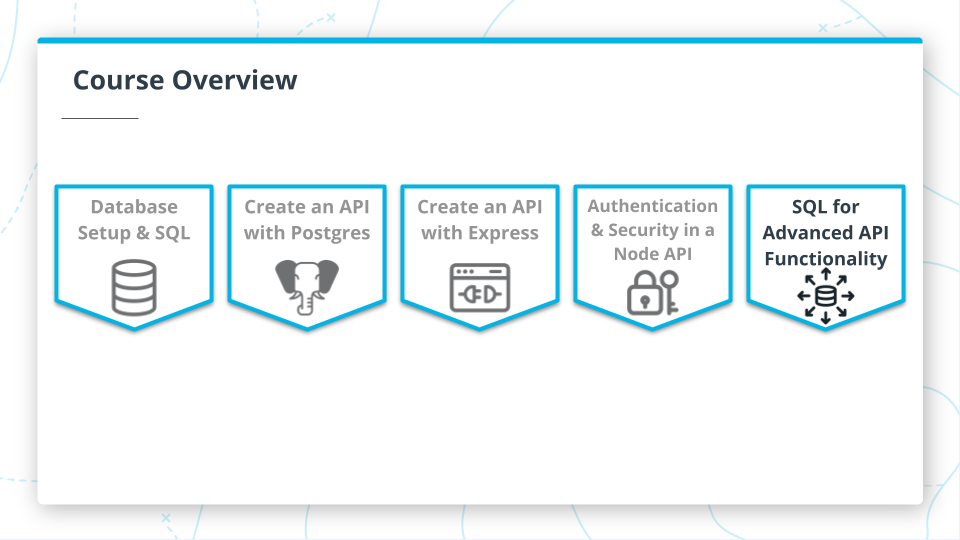 Course Overview
Database
Setup & SQL
Create an API
with Postgres
Create an API
with Express
Authentication
& Security in a
Node API
SQL for
Advanced API
Functionality